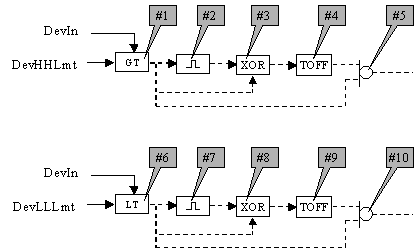 #1 #2 #3 #4 #5
DevIn
DevHHLmt GT XOR TOFF
#6 #7 #8 #9 #10
DevIn
DevLLLmt LT XOR TOFF